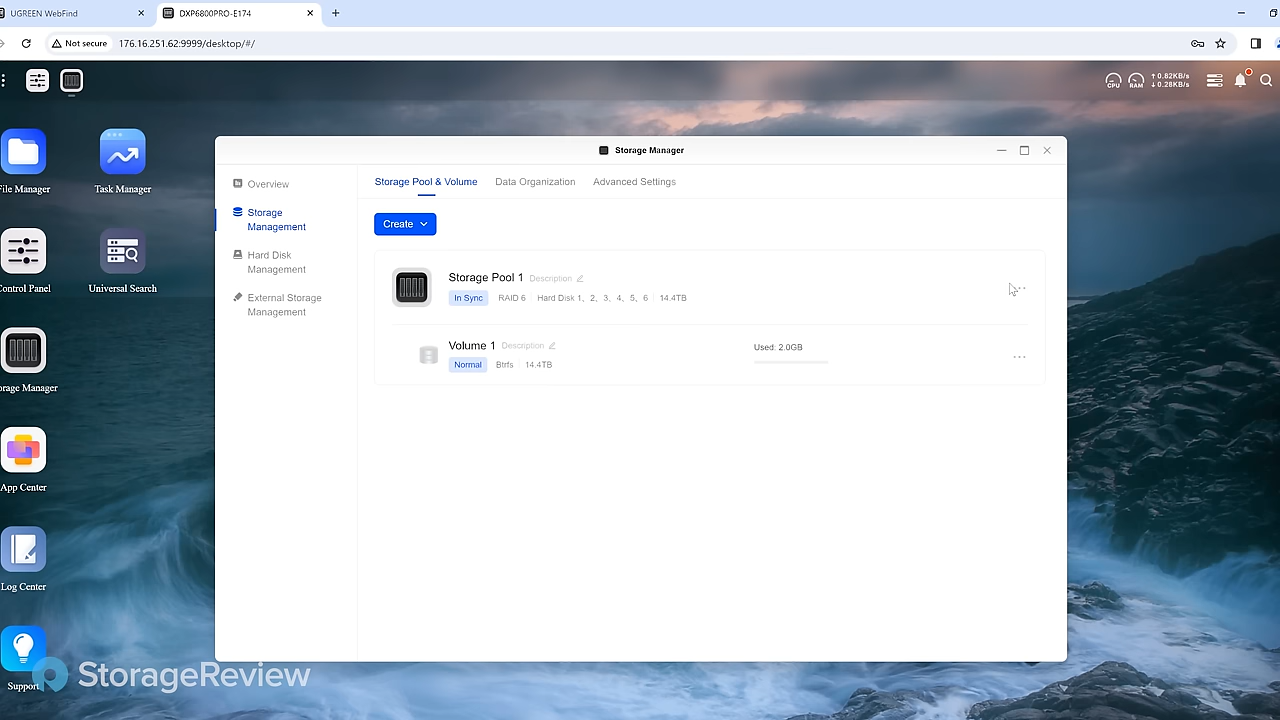 UGREEN WebFind
DXP6800PRO-E174
Not secure
176.16.251.62:9999/desktop/#/
CPU
RAM
↑ 0.82KB/s
↓ 0.28KB/s
File Manager
Task Manager
Control Panel
Universal Search
Storage Manager
App Center
Log Center
Support
Storage Manager
Overview
Storage
Management
Hard Disk
Management
External Storage
Management
Storage Pool & Volume
Data Organization
Advanced Settings
Create
Storage Pool 1 Description
In Sync RAID 6 Hard Disk 1、2、3、4、5、6 14.4TB
Volume 1 Description
Normal Btrfs 14.4TB
Used: 2.0GB
StorageReview